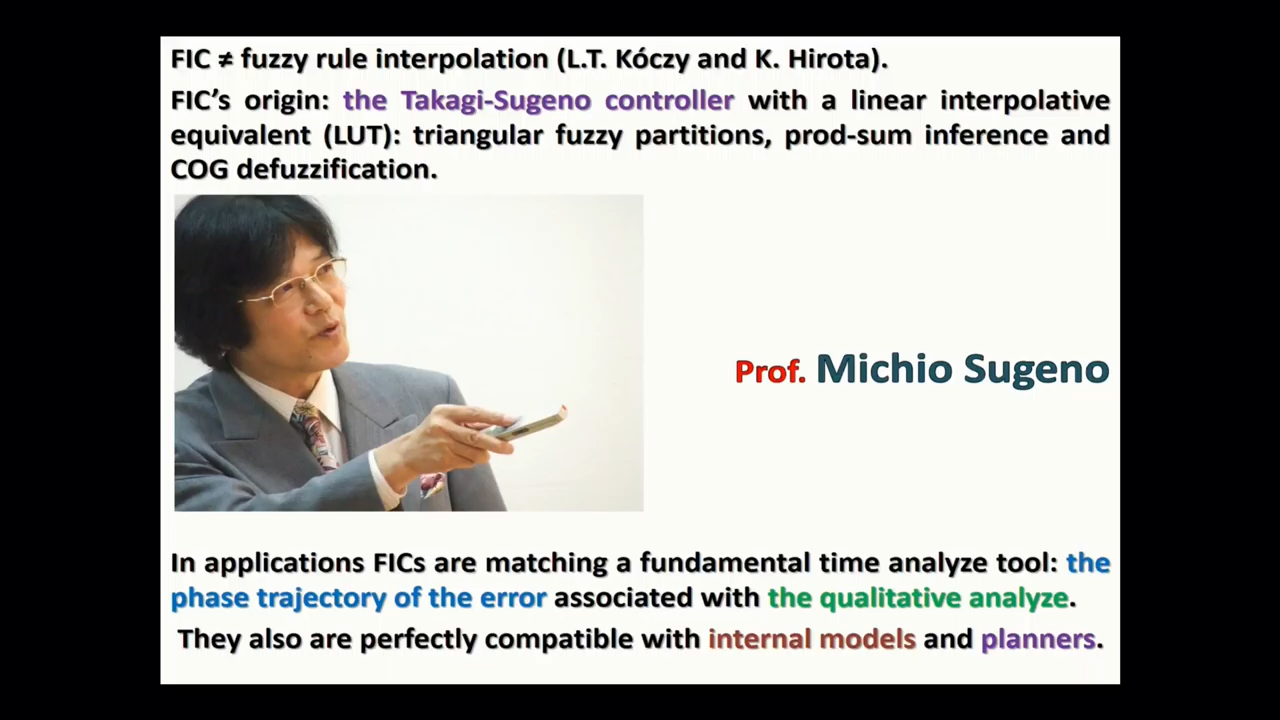 FIC ≠ fuzzy rule interpolation (L.T. Kóczy and K. Hirota).
FIC’s origin: the Takagi-Sugeno controller with a linear interpolative
equivalent (LUT): triangular fuzzy partitions, prod-sum inference and
COG defuzzification.
Prof. Michio Sugeno
In applications FICs are matching a fundamental time analyze tool: the
phase trajectory of the error associated with the qualitative analyze.
They also are perfectly compatible with internal models and planners.